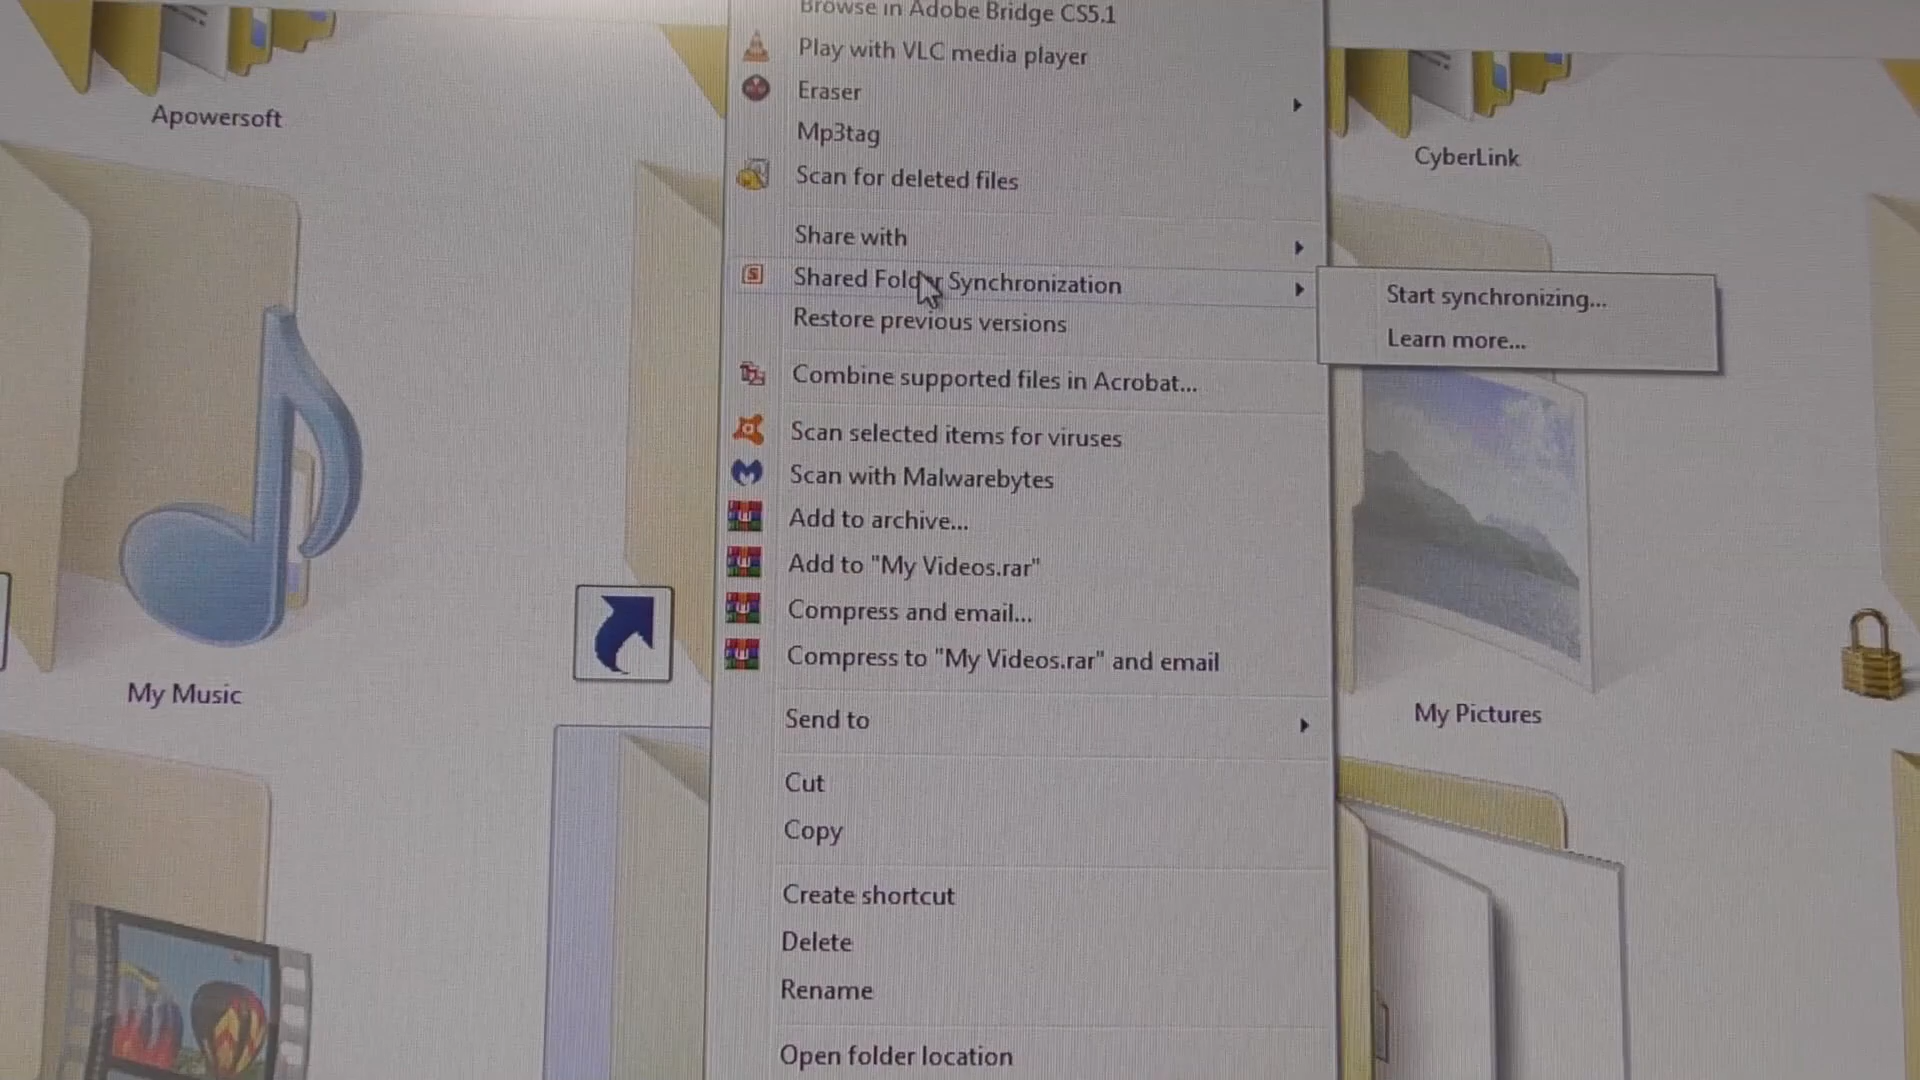 Browse in Adobe Bridge CS5.1
Play with VLC media player
Eraser
Mp3tag
Scan for deleted files
Share with
Shared Folder Synchronization
Restore previous versions
Combine supported files in Acrobat...
Scan selected items for viruses
Scan with Malwarebytes
Add to archive...
Add to "My Videos.rar"
Compress and email...
Compress to "My Videos.rar" and email
Send to
Cut
Copy
Create shortcut
Delete
Rename
Open folder location
Start synchronizing...
Learn more...
Apowersoft
CyberLink
My Music
My Pictures